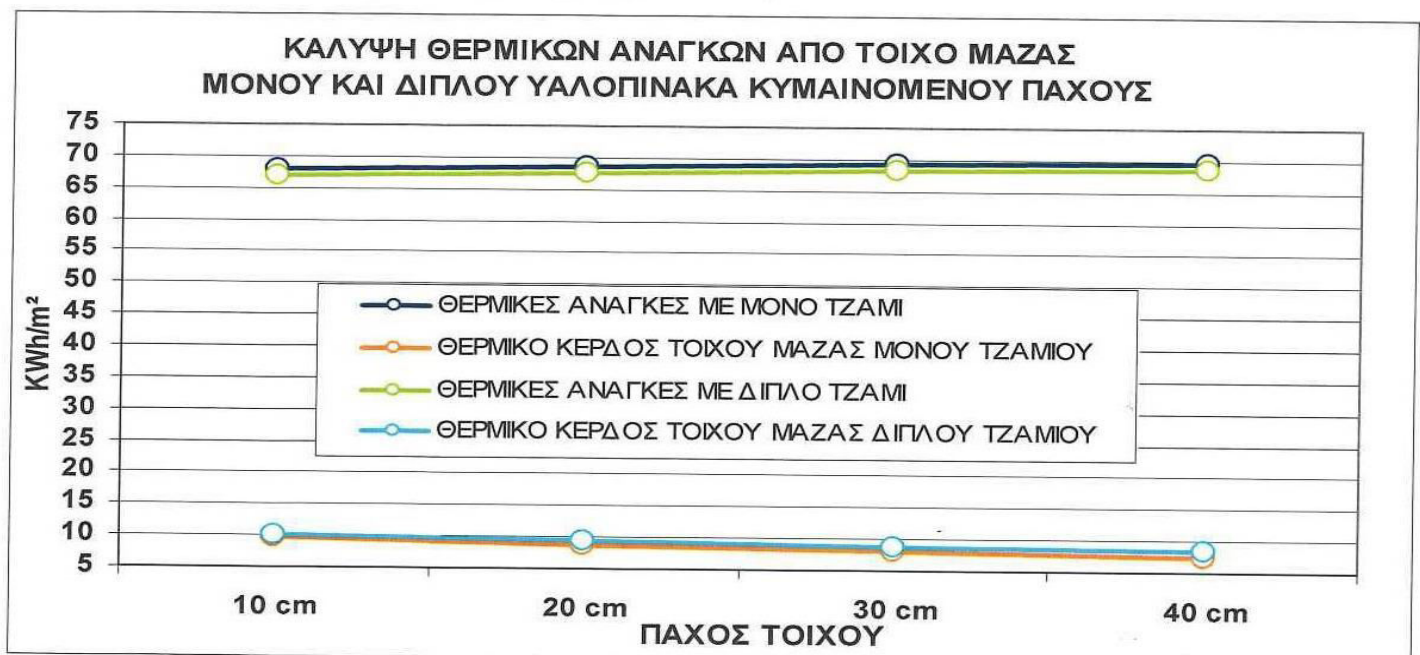 ΚΑΛΥΨΗ ΘΕΡΜΙΚΩΝ ΑΝΑΓΚΩΝ ΑΠΟ ΤΟΙΧΟ ΜΑΖΑΣ
ΜΟΝΟΥ ΚΑΙ ΔΙΠΛΟΥ ΥΑΛΟΠΙΝΑΚΑ ΚΥΜΑΙΝΟΜΕΝΟΥ ΠΑΧΟΥΣ
75
70
65
60
55
50
45
40
35
30
25
20
15
10
5
KWh/m²
ΘΕΡΜΙΚΕΣ ΑΝΑΓΚΕΣ ΜΕ ΜΟΝΟ ΤΖΑΜΙ
ΘΕΡΜΙΚΟ ΚΕΡΔΟΣ ΤΟΙΧΟΥ ΜΑΖΑΣ ΜΟΝΟΥ ΤΖΑΜΙΟΥ
ΘΕΡΜΙΚΕΣ ΑΝΑΓΚΕΣ ΜΕ ΔΙΠΛΟ ΤΖΑΜΙ
ΘΕΡΜΙΚΟ ΚΕΡΔΟΣ ΤΟΙΧΟΥ ΜΑΖΑΣ ΔΙΠΛΟΥ ΤΖΑΜΙΟΥ
10 cm
20 cm
30 cm
40 cm
ΠΑΧΟΣ ΤΟΙΧΟΥ